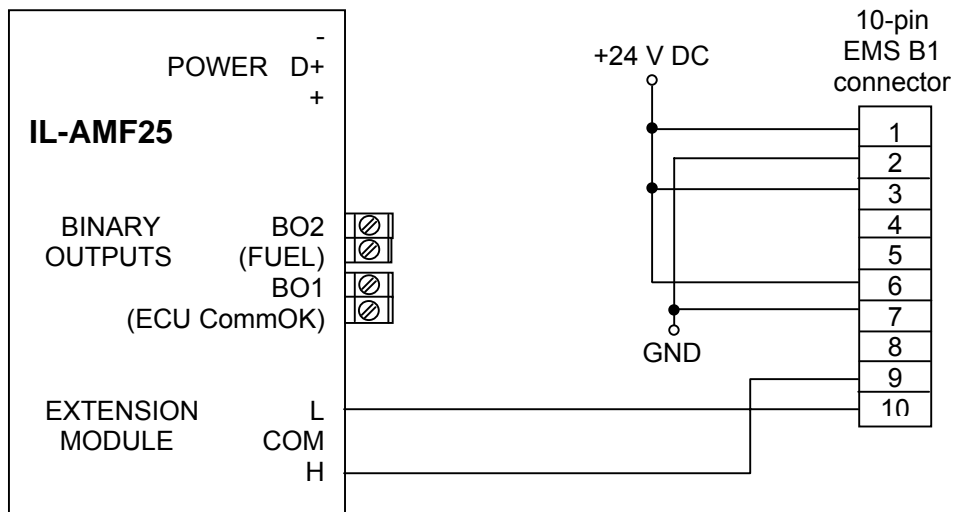 -
POWER D+
+
IL-AMF25
BINARY OUTPUTS
BO2
(FUEL)
BO1
(ECU CommOK)
EXTENSION MODULE
L
COM
H
+24 V DC
GND
10-pin
EMS B1
connector
1
2
3
4
5
6
7
8
9
10